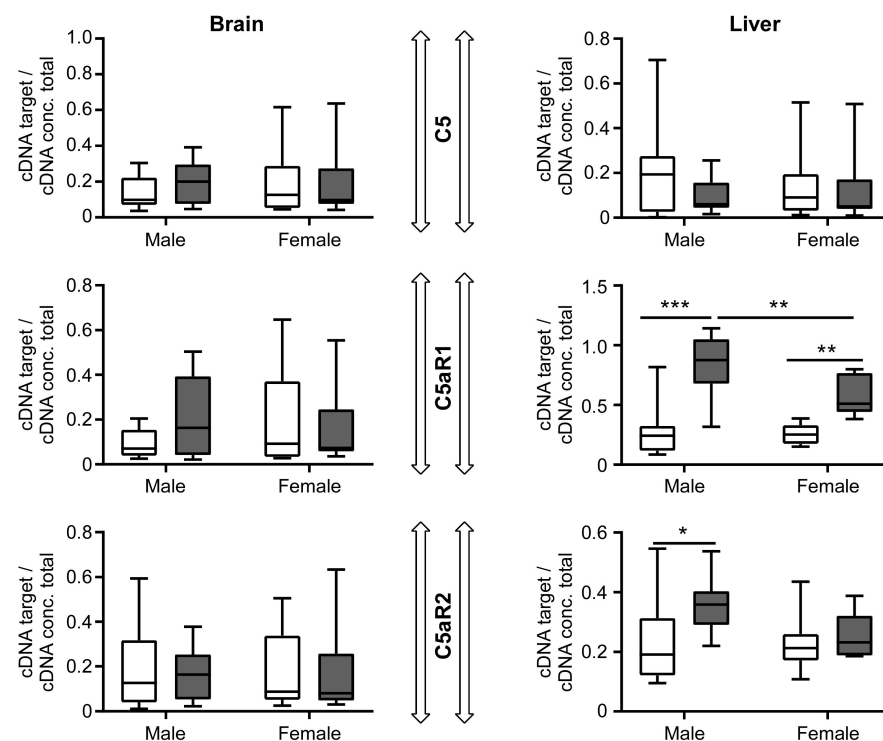 Brain
Liver
cDNA target /
cDNA conc. total
1.0
0.8
0.6
0.4
0.2
0
Male
Female
C5
cDNA target /
cDNA conc. total
0.8
0.6
0.4
0.2
0
Male
Female
cDNA target /
cDNA conc. total
0.8
0.6
0.4
0.2
0
Male
Female
C5aR1
cDNA target /
cDNA conc. total
1.5
1.0
0.5
0
***
**
**
Male
Female
cDNA target /
cDNA conc. total
0.8
0.6
0.4
0.2
0
Male
Female
C5aR2
cDNA target /
cDNA conc. total
0.6
0.4
0.2
0
*
Male
Female